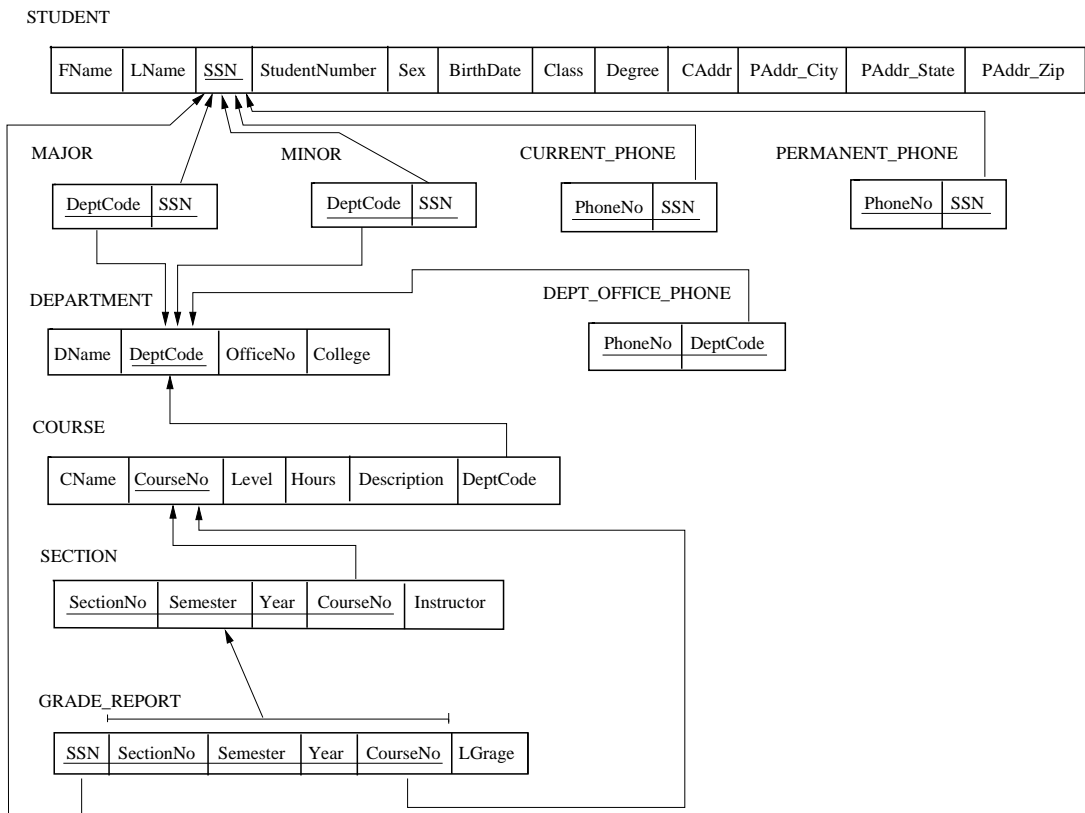 STUDENT
FName LName SSN StudentNumber Sex BirthDate Class Degree CAddr PAddr_City PAddr_State PAddr_Zip
MAJOR MINOR CURRENT_PHONE PERMANENT_PHONE
DeptCode SSN DeptCode SSN PhoneNo SSN PhoneNo SSN
DEPARTMENT DEPT_OFFICE_PHONE
DName DeptCode OfficeNo College PhoneNo DeptCode
COURSE
CName CourseNo Level Hours Description DeptCode
SECTION
SectionNo Semester Year CourseNo Instructor
GRADE_REPORT
SSN SectionNo Semester Year CourseNo LGrage